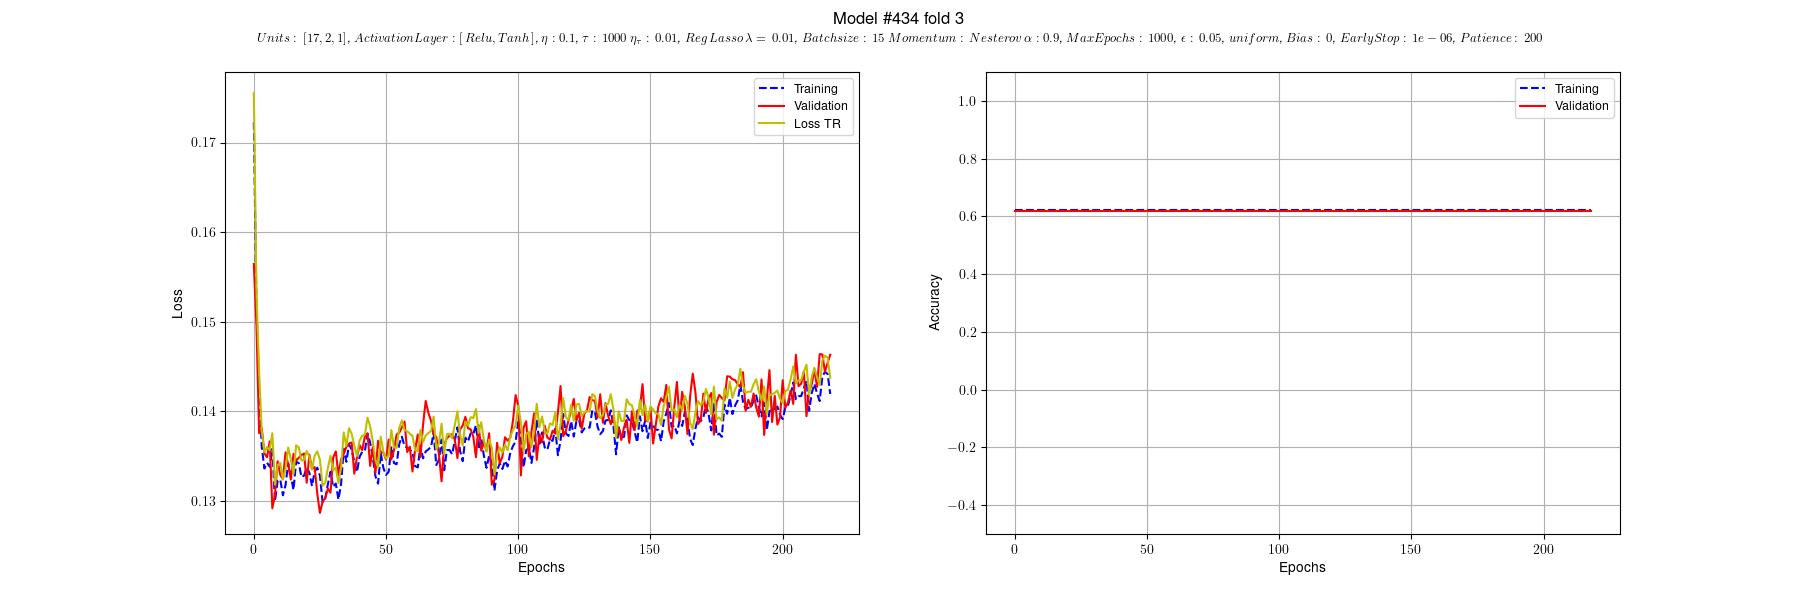 Model #434 fold 3
Units : [17, 2, 1], ActivationLayer : [Relu, Tanh], η : 0.1, τ : 1000 ητ : 0.01, Reg Lasso λ = 0.01, Batchsize : 15 Momentum : Nesterov α : 0.9, MaxEpochs : 1000, ϵ : 0.05, uniform, Bias : 0, EarlyStop : 1e − 06, Patience : 200
Training
Validation
Loss TR
0.17
0.16
0.15
0.14
0.13
Loss
0 50 100 150 200
Epochs
Training
Validation
1.0
0.8
0.6
0.4
0.2
0.0
−0.2
−0.4
Accuracy
0 50 100 150 200
Epochs